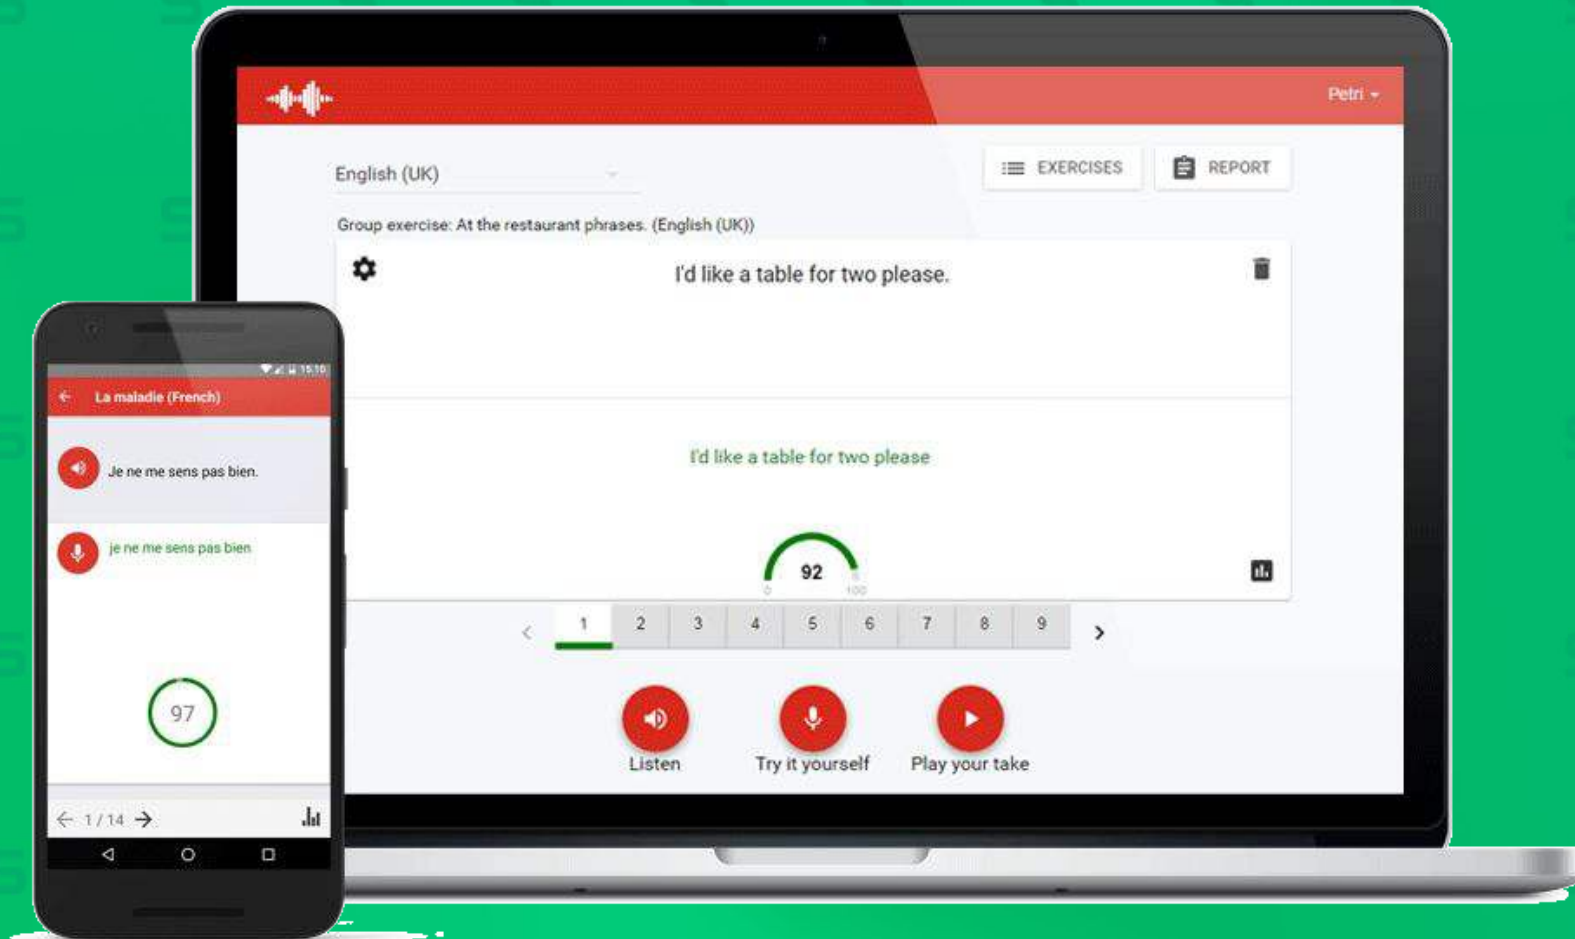 Petri
English (UK)
EXERCISES
REPORT
Group exercise: At the restaurant phrases. (English (UK))
I'd like a table for two please.
I'd like a table for two please
92
0
100
1 2 3 4 5 6 7 8 9
Listen
Try it yourself
Play your take
15.10
La maladie (French)
Je ne me sens pas bien.
je ne me sens pas bien
97
1 / 14